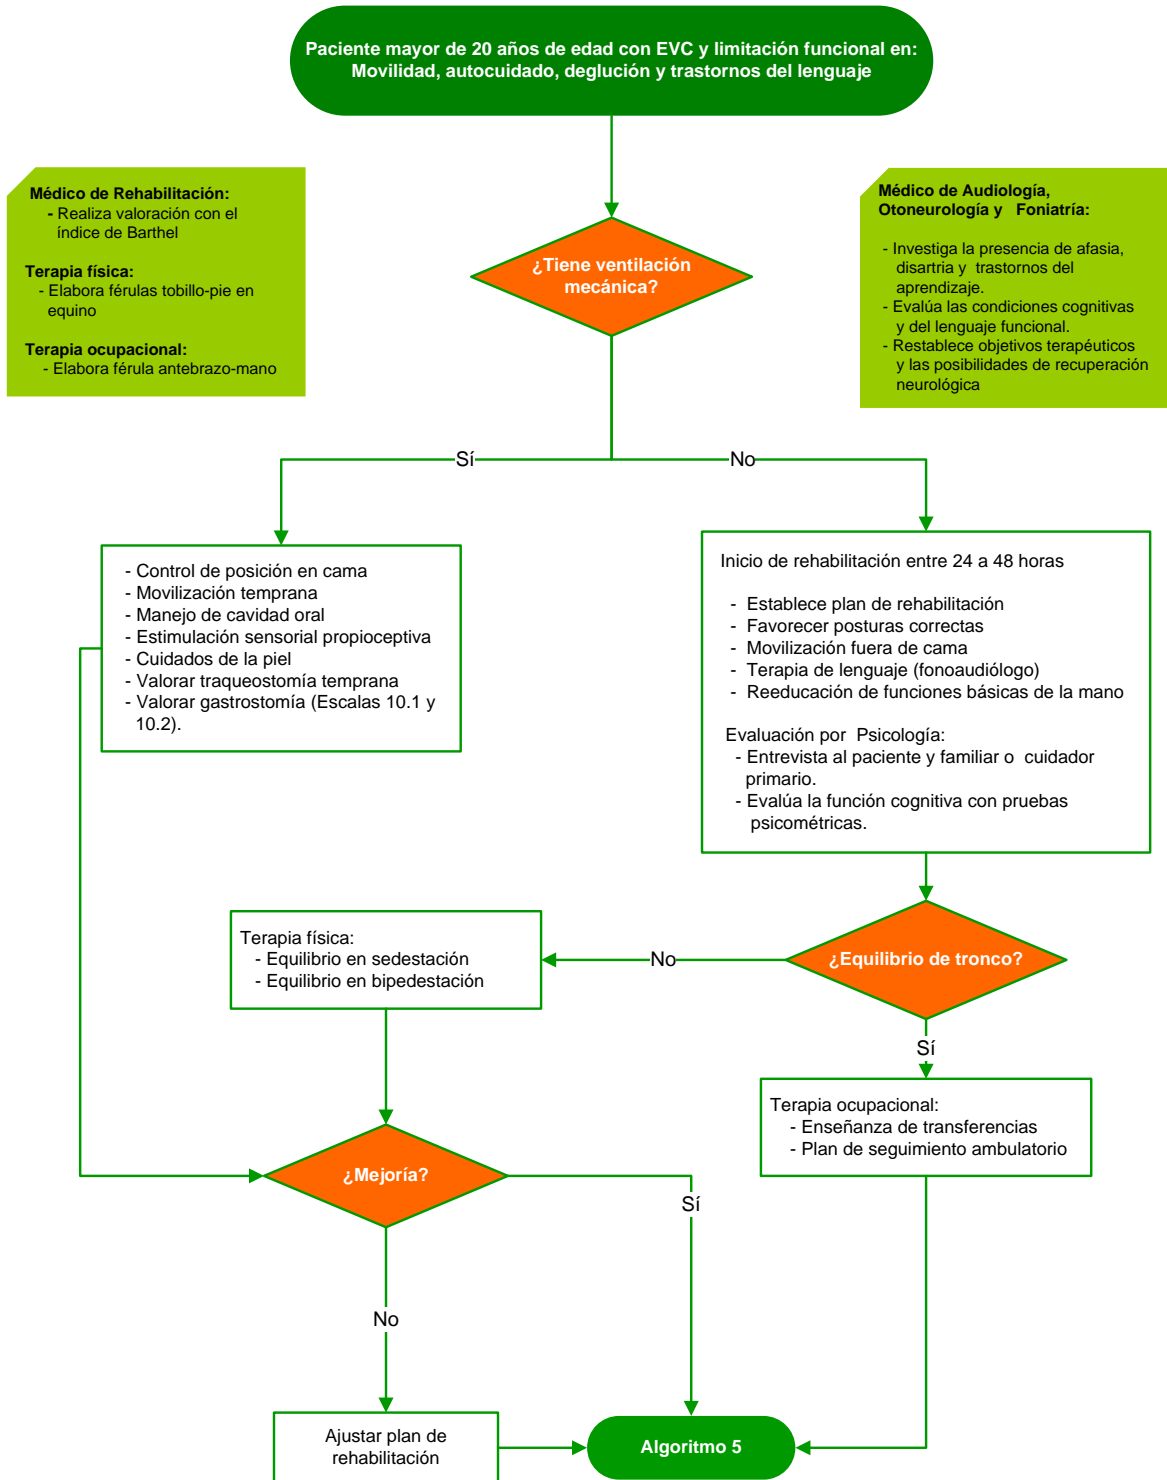 Paciente mayor de 20 años de edad con EVC y limitación funcional en:
Movilidad, autocuidado, deglución y trastornos del lenguaje
Médico de Rehabilitación:
- Realiza valoración con el
índice de Barthel
Terapia física:
- Elabora férulas tobillo-pie en
equino
Terapia ocupacional:
- Elabora férula antebrazo-mano
Médico de Audiología,
Otoneurología y Foniatría:
- Investiga la presencia de afasia,
disartria y trastornos del
aprendizaje.
- Evalúa las condiciones cognitivas
y del lenguaje funcional.
- Restablece objetivos terapéuticos
y las posibilidades de recuperación
neurológica
¿Tiene ventilación
mecánica?
Sí
No
- Control de posición en cama
- Movilización temprana
- Manejo de cavidad oral
- Estimulación sensorial propioceptiva
- Cuidados de la piel
- Valorar traqueostomía temprana
- Valorar gastrostomía (Escalas 10.1 y
10.2).
Inicio de rehabilitación entre 24 a 48 horas
- Establece plan de rehabilitación
- Favorecer posturas correctas
- Movilización fuera de cama
- Terapia de lenguaje (fonoaudiólogo)
- Reeducación de funciones básicas de la mano
Evaluación por Psicología:
- Entrevista al paciente y familiar o cuidador
primario.
- Evalúa la función cognitiva con pruebas
psicométricas.
Terapia física:
- Equilibrio en sedestación
- Equilibrio en bipedestación
No
¿Equilibrio de tronco?
Sí
Terapia ocupacional:
- Enseñanza de transferencias
- Plan de seguimiento ambulatorio
¿Mejoría?
Sí
No
Ajustar plan de
rehabilitación
Algoritmo 5